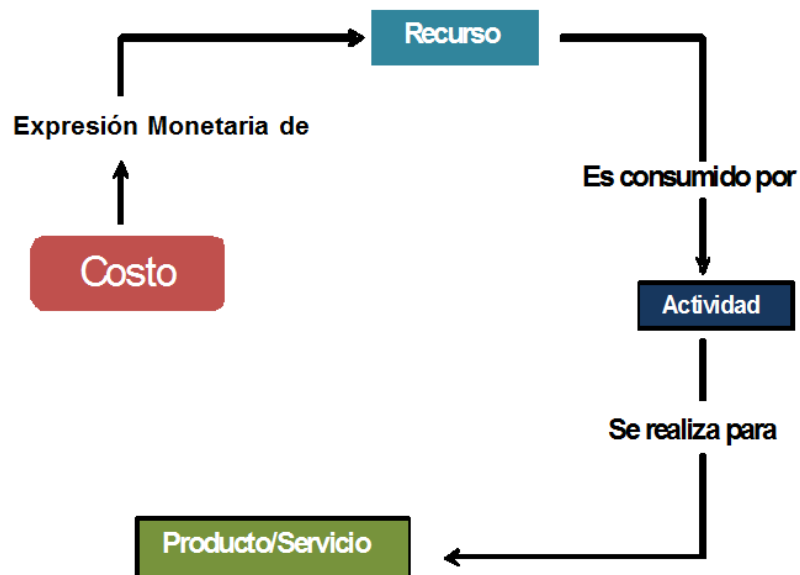 Recurso
Expresión Monetaria de
Es consumido por
Costo
Actividad
Se realiza para
Producto/Servicio